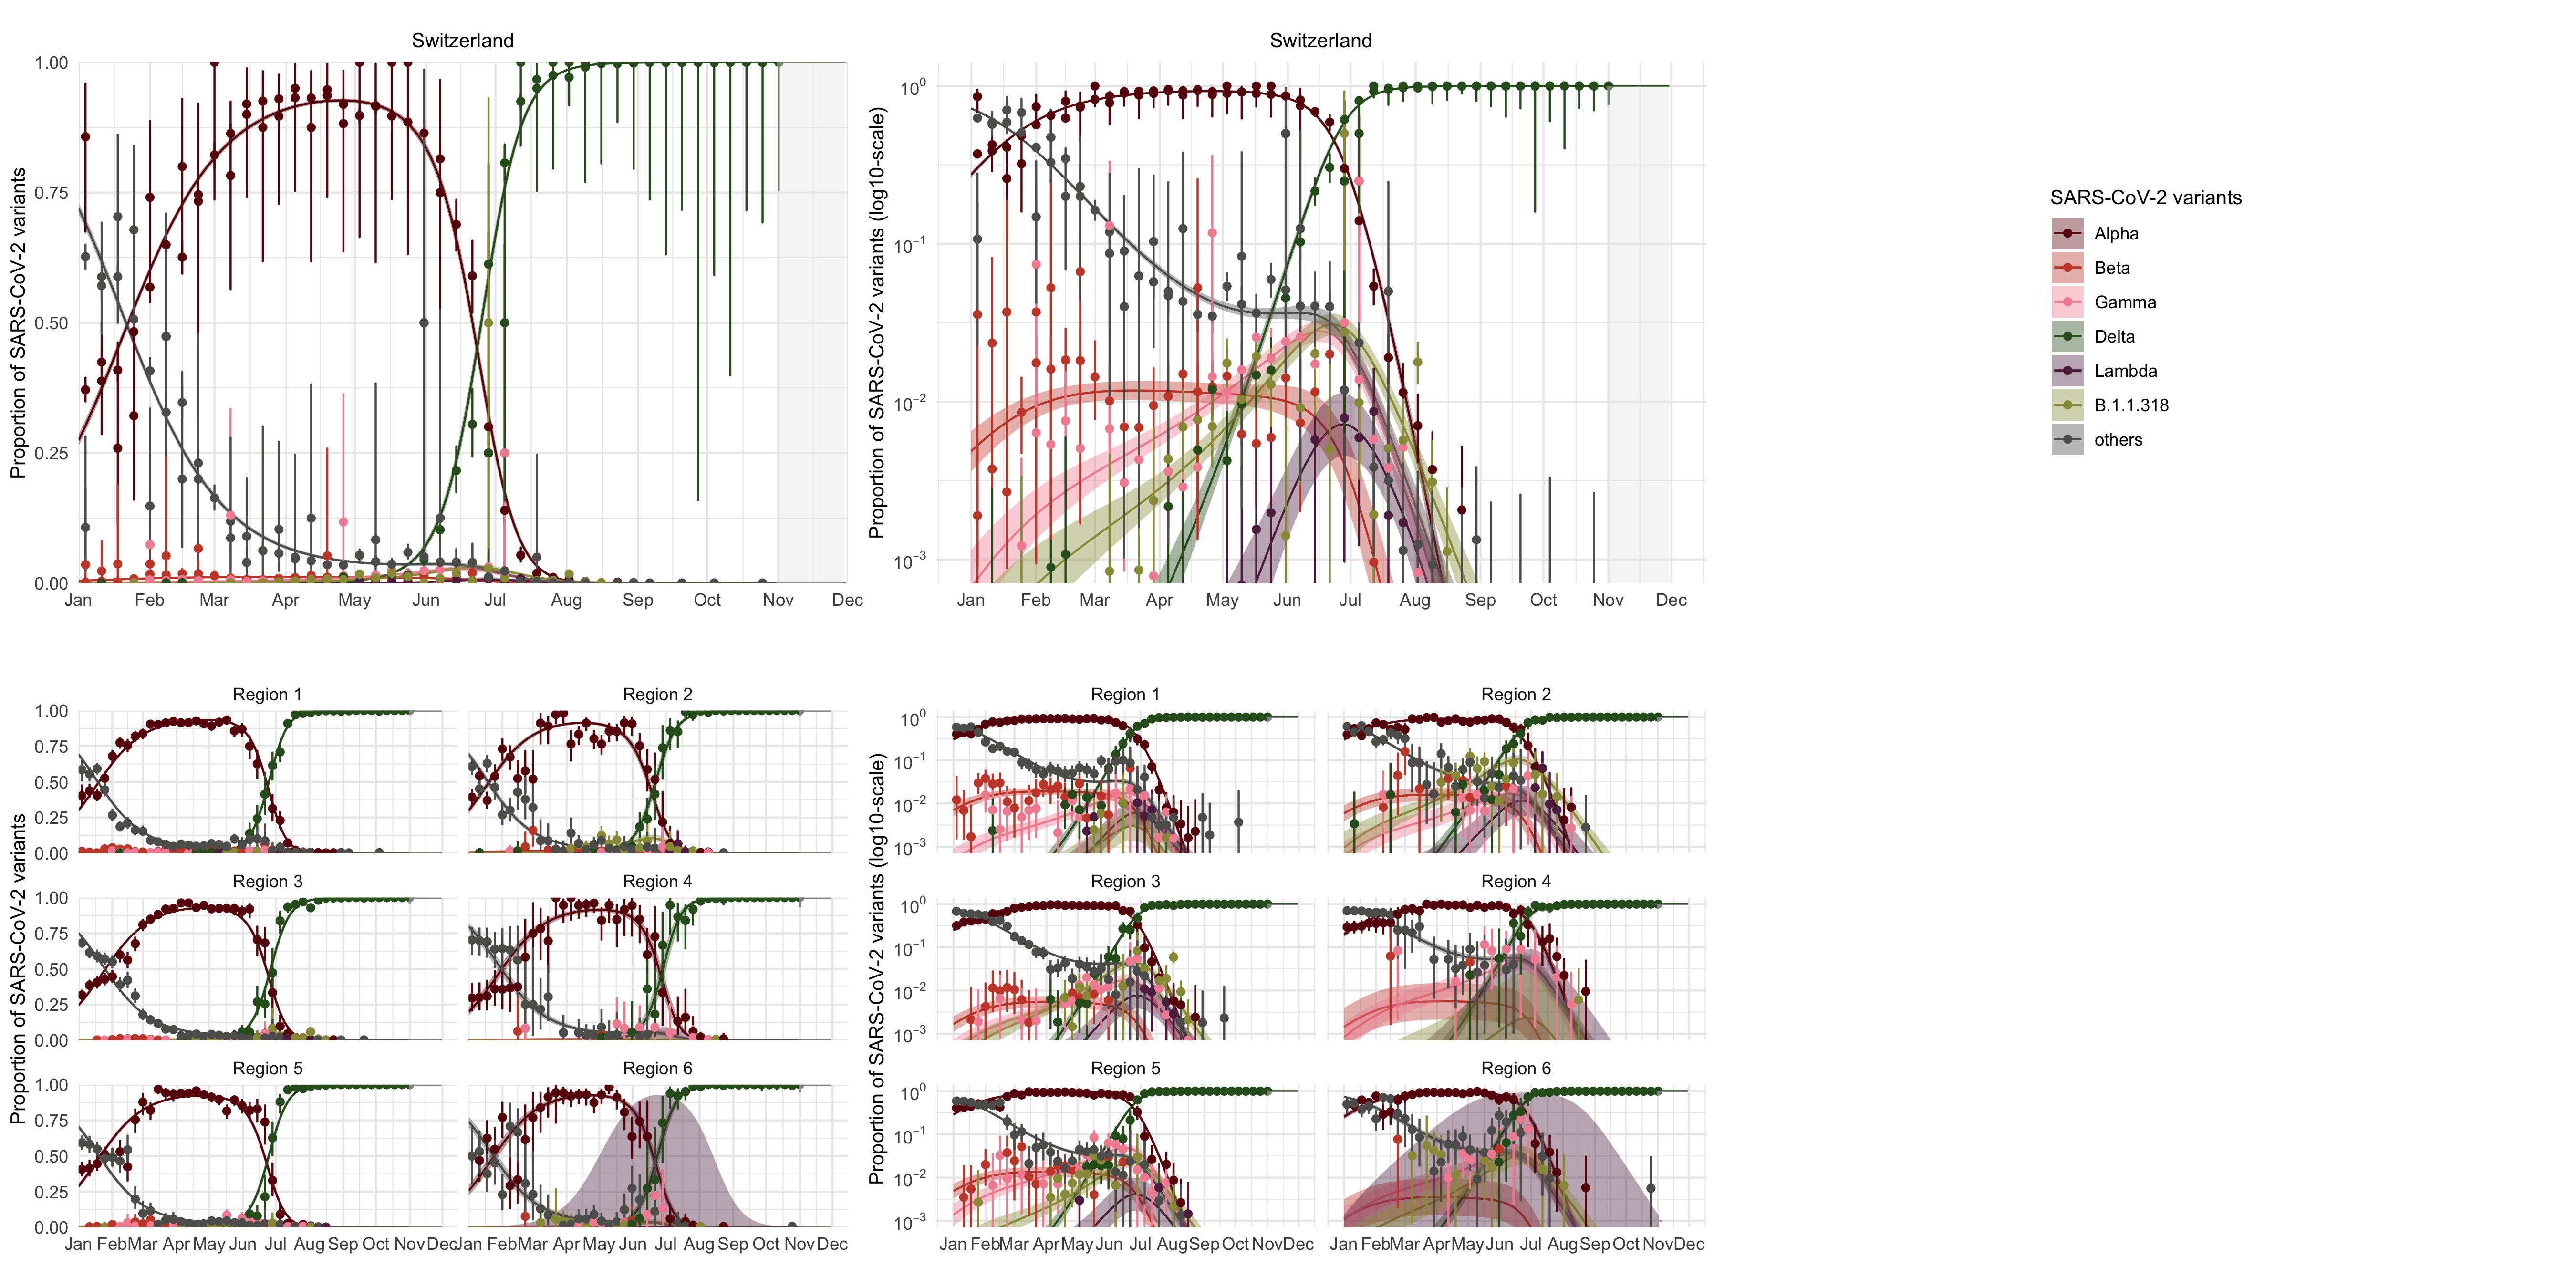 Switzerland
Proportion of SARS-CoV-2 variants
1.00
0.75
0.50
0.25
0.00
Jan Feb Mar Apr May Jun Jul Aug Sep Oct Nov Dec
Switzerland
Proportion of SARS-CoV-2 variants (log10-scale)
10⁰
10⁻¹
10⁻²
10⁻³
Jan Feb Mar Apr May Jun Jul Aug Sep Oct Nov Dec
SARS-CoV-2 variants
Alpha
Beta
Gamma
Delta
Lambda
B.1.1.318
others
Proportion of SARS-CoV-2 variants
Region 1 Region 2
1.00
0.75
0.50
0.25
0.00
Region 3 Region 4
1.00
0.75
0.50
0.25
0.00
Region 5 Region 6
1.00
0.75
0.50
0.25
0.00
Jan Feb Mar Apr May Jun Jul Aug Sep Oct Nov Dec Jan Feb Mar Apr May Jun Jul Aug Sep Oct Nov Dec
Proportion of SARS-CoV-2 variants (log10-scale)
Region 1 Region 2
10⁰
10⁻¹
10⁻²
10⁻³
Region 3 Region 4
10⁰
10⁻¹
10⁻²
10⁻³
Region 5 Region 6
10⁰
10⁻¹
10⁻²
10⁻³
Jan Feb Mar Apr May Jun Jul Aug Sep Oct Nov Dec Jan Feb Mar Apr May Jun Jul Aug Sep Oct Nov Dec